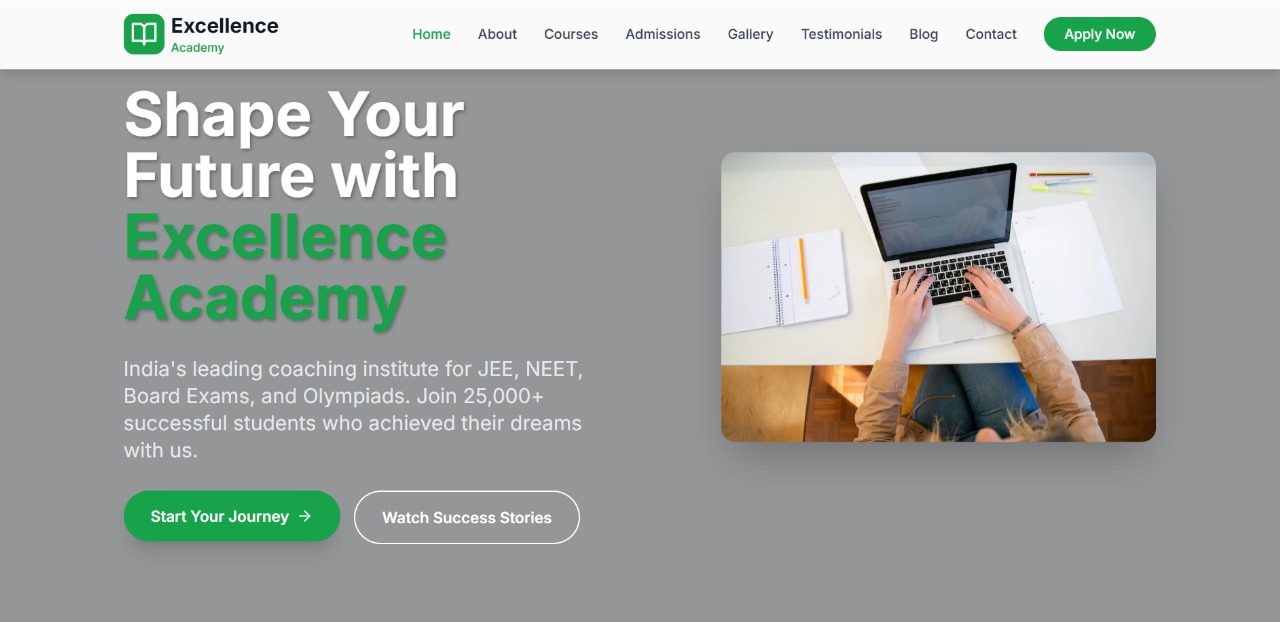 Excellence
Academy
Home About Courses Admissions Gallery Testimonials Blog Contact Apply Now
Shape Your
Future with
Excellence
Academy
India's leading coaching institute for JEE, NEET,
Board Exams, and Olympiads. Join 25,000+
successful students who achieved their dreams
with us.
Start Your Journey →
Watch Success Stories